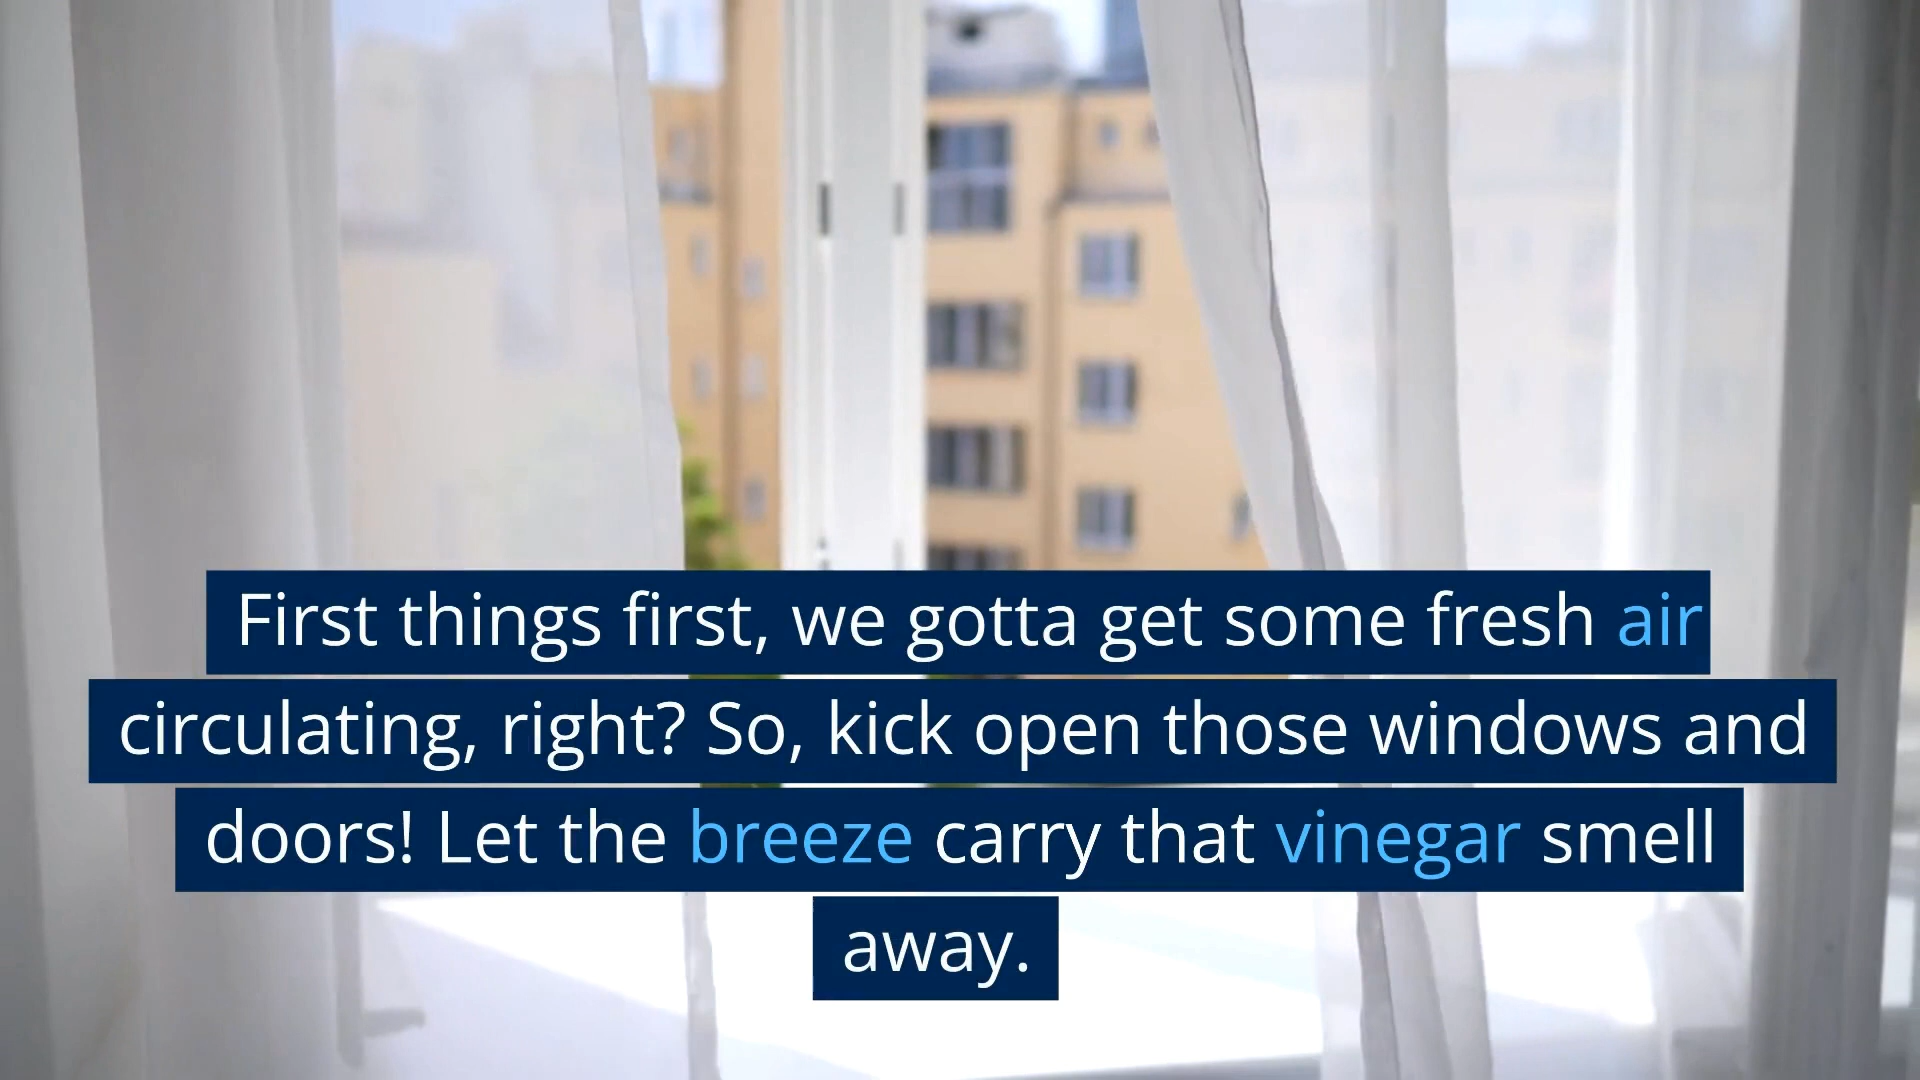 First things first, we gotta get some fresh air
circulating, right? So, kick open those windows and
doors! Let the breeze carry that vinegar smell
away.